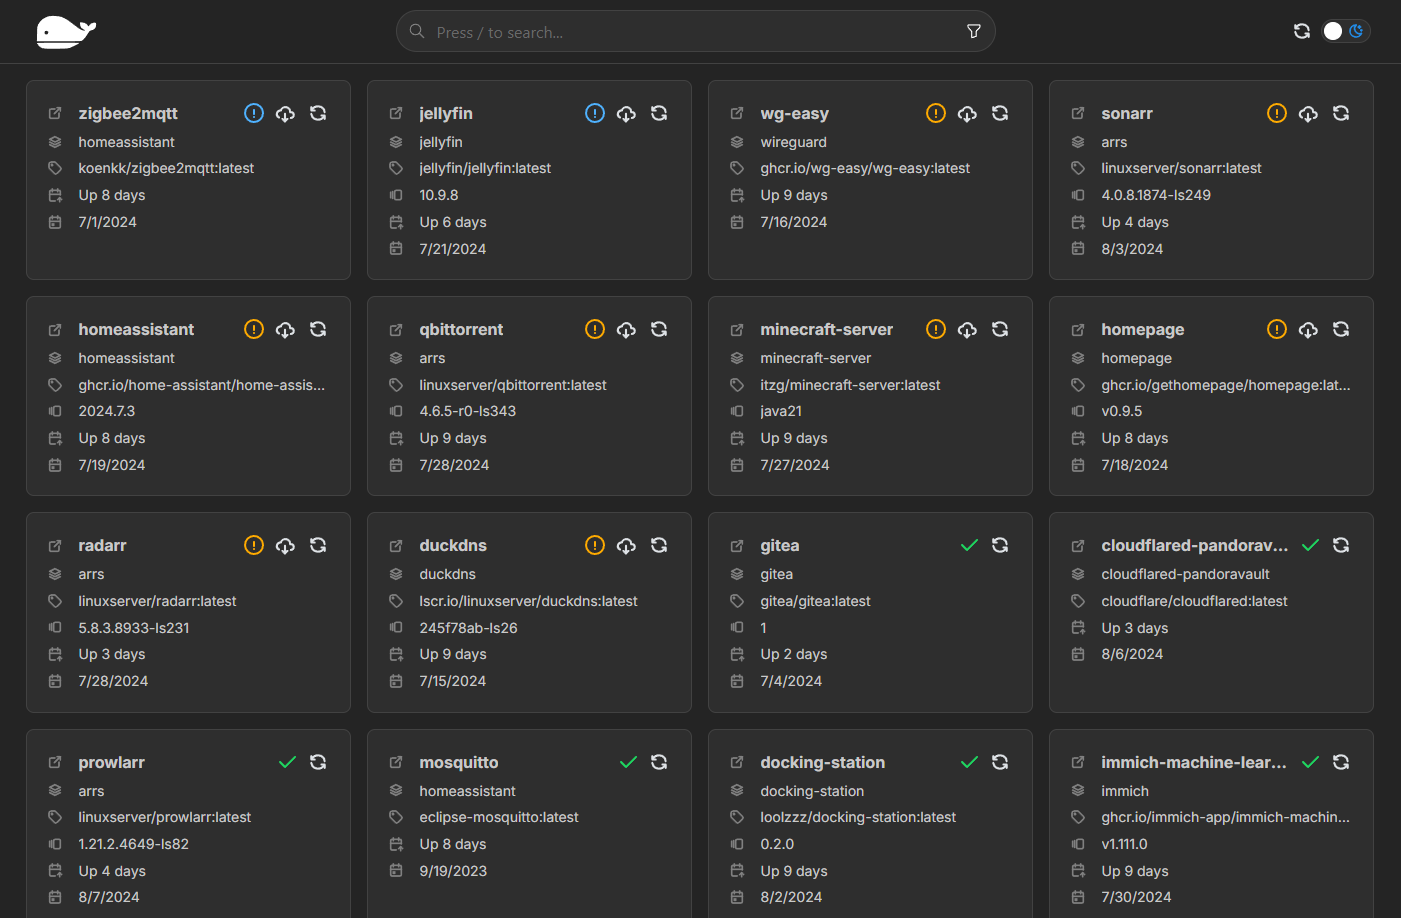 Press / to search...
zigbee2mqtt
homeassistant
koenkk/zigbee2mqtt:latest
Up 8 days
7/1/2024
jellyfin
jellyfin
jellyfin/jellyfin:latest
10.9.8
Up 6 days
7/21/2024
wg-easy
wireguard
ghcr.io/wg-easy/wg-easy:latest
Up 9 days
7/16/2024
sonarr
arrs
linuxserver/sonarr:latest
4.0.8.1874-ls249
Up 4 days
8/3/2024
homeassistant
homeassistant
ghcr.io/home-assistant/home-assis...
2024.7.3
Up 8 days
7/19/2024
qbittorrent
arrs
linuxserver/qbittorrent:latest
4.6.5-r0-ls343
Up 9 days
7/28/2024
minecraft-server
minecraft-server
itzg/minecraft-server:latest
java21
Up 9 days
7/27/2024
homepage
homepage
ghcr.io/gethomepage/homepage:lat...
v0.9.5
Up 8 days
7/18/2024
radarr
arrs
linuxserver/radarr:latest
5.8.3.8933-ls231
Up 3 days
7/28/2024
duckdns
duckdns
lscr.io/linuxserver/duckdns:latest
245f78ab-ls26
Up 9 days
7/15/2024
gitea
gitea
gitea/gitea:latest
1
Up 2 days
7/4/2024
cloudflared-pandorav...
cloudflared-pandoravault
cloudflare/cloudflared:latest
Up 3 days
8/6/2024
prowlarr
arrs
linuxserver/prowlarr:latest
1.21.2.4649-ls82
Up 4 days
8/7/2024
mosquitto
homeassistant
eclipse-mosquitto:latest
Up 8 days
9/19/2023
docking-station
docking-station
loolzzz/docking-station:latest
0.2.0
Up 9 days
8/2/2024
immich-machine-lear...
immich
ghcr.io/immich-app/immich-machin...
v1.111.0
Up 9 days
7/30/2024